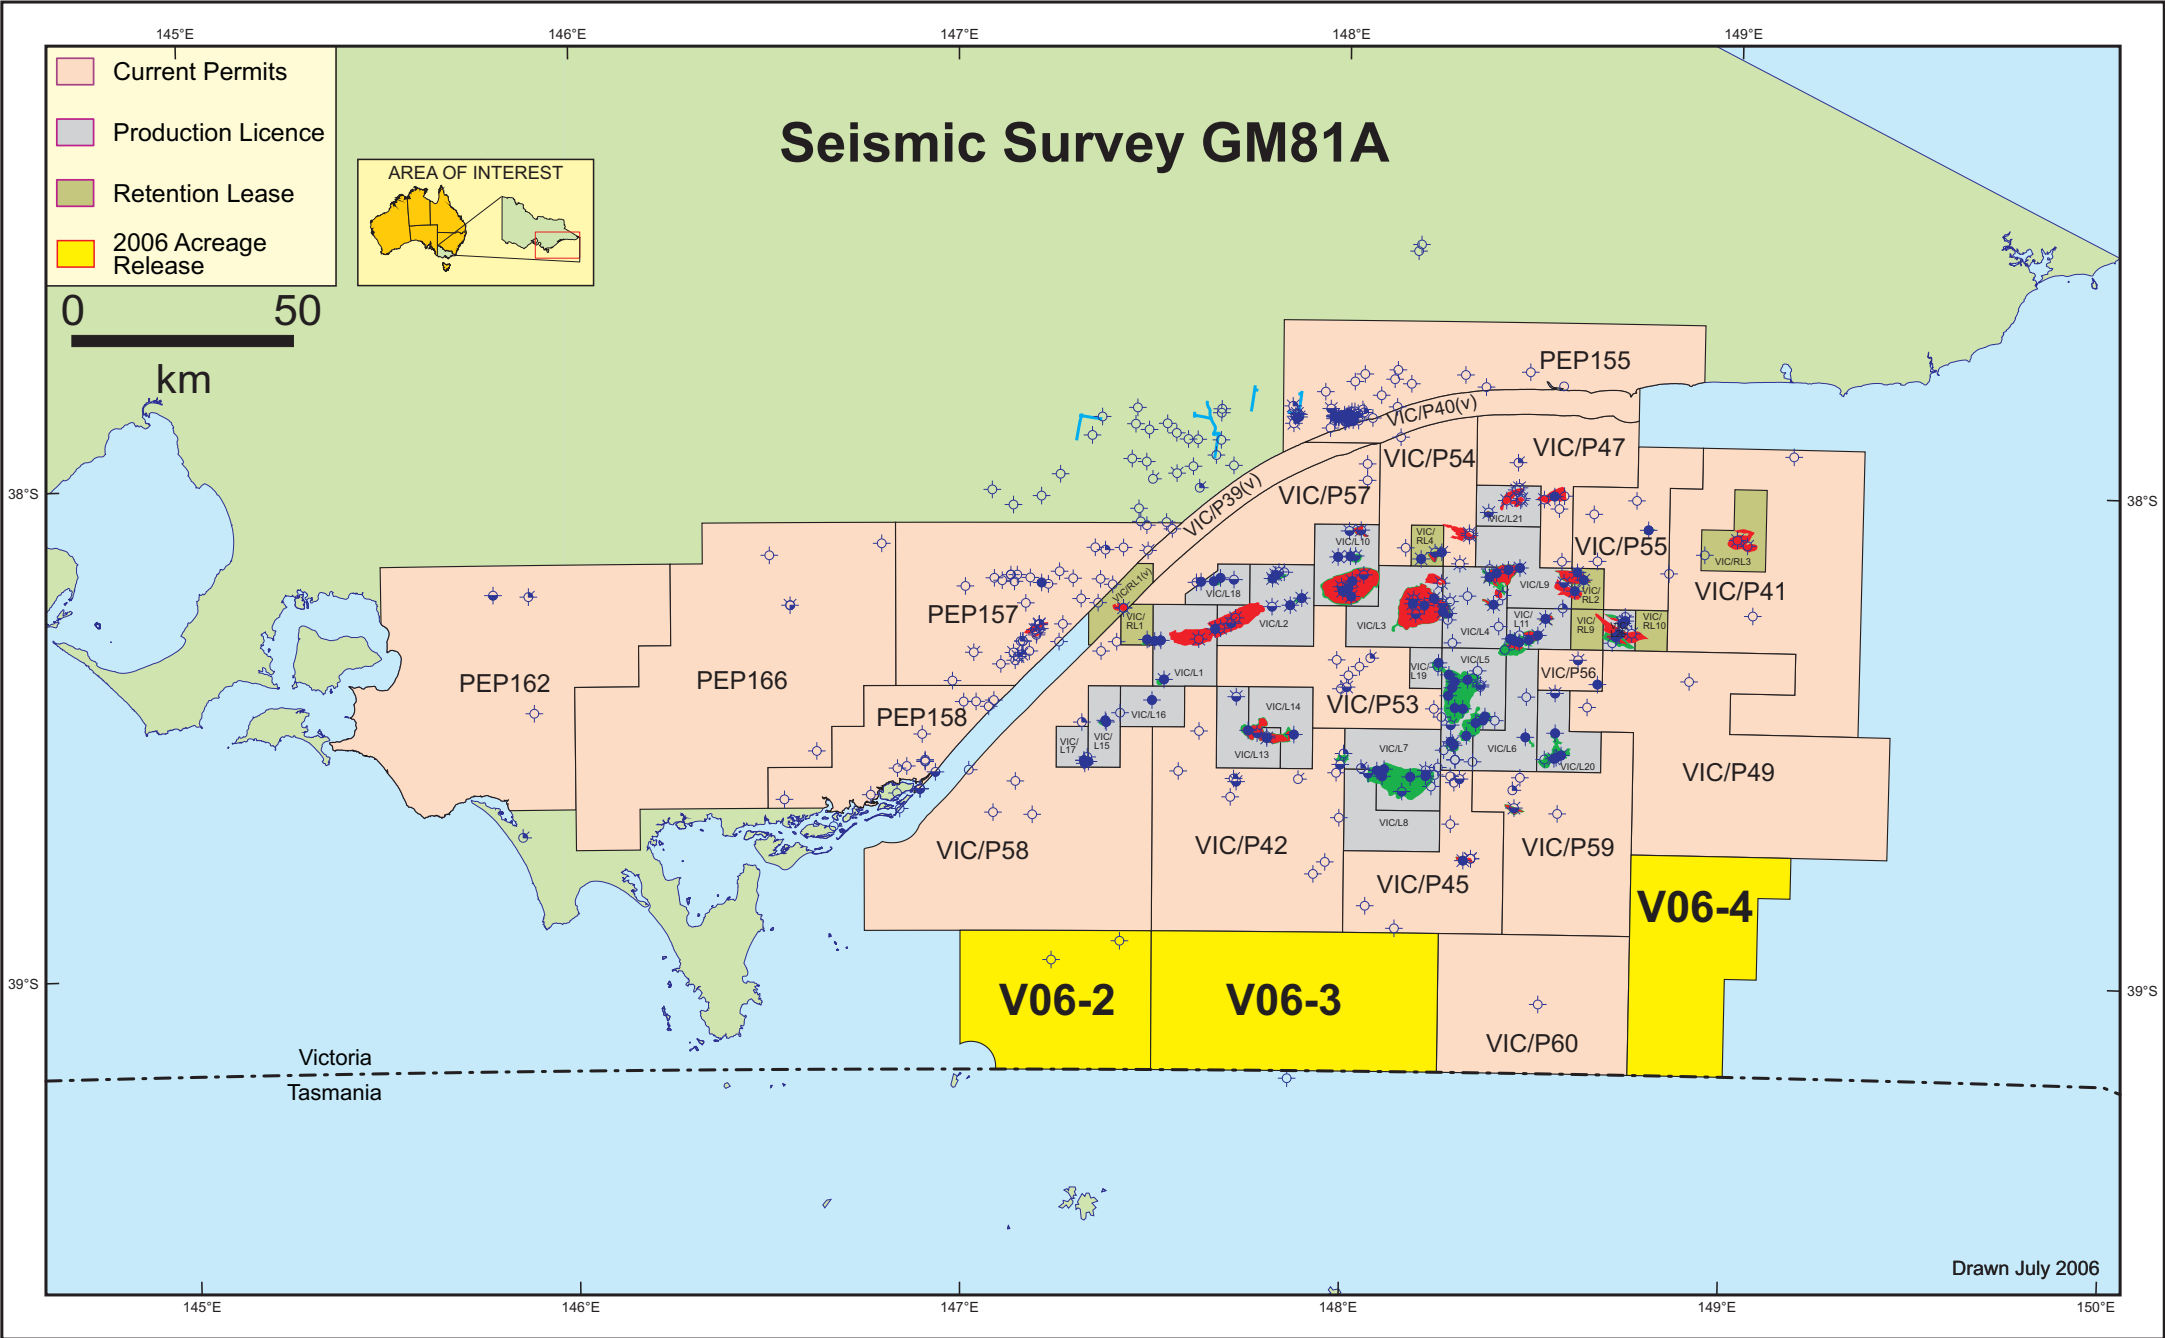 145°E
146°E
147°E
148°E
149°E
Current Permits
Production Licence
Retention Lease
2006 Acreage
Release
0
50
km
AREA OF INTEREST
Seismic Survey GM81A
38°S
38°S
39°S
39°S
PEP155
VIC/P40(v)
VIC/P39(v)
VIC/P47
VIC/P54
VIC/P57
VIC/L21
VIC/P55
VIC/L10
VIC/
RL4
VIC/RL3
VIC/P41
VIC/RL1(v)
VIC/
RL1
VIC/L18
VIC/L2
VIC/L3
VIC/L9
VIC/
RL2
VIC/
L11
VIC/L4
VIC/
RL9
VIC/
RL10
PEP157
PEP162
PEP166
PEP158
VIC/L1
VIC/L16
VIC/
L15
VIC/
L17
VIC/L14
VIC/L13
VIC/P53
VIC/
L19
VIC/L5
VIC/P56
VIC/L7
VIC/L6
VIC/L20
VIC/L8
VIC/P49
VIC/P58
VIC/P42
VIC/P45
VIC/P59
V06-4
V06-2
V06-3
VIC/P60
Victoria
Tasmania
Drawn July 2006
145°E
146°E
147°E
148°E
149°E
150°E